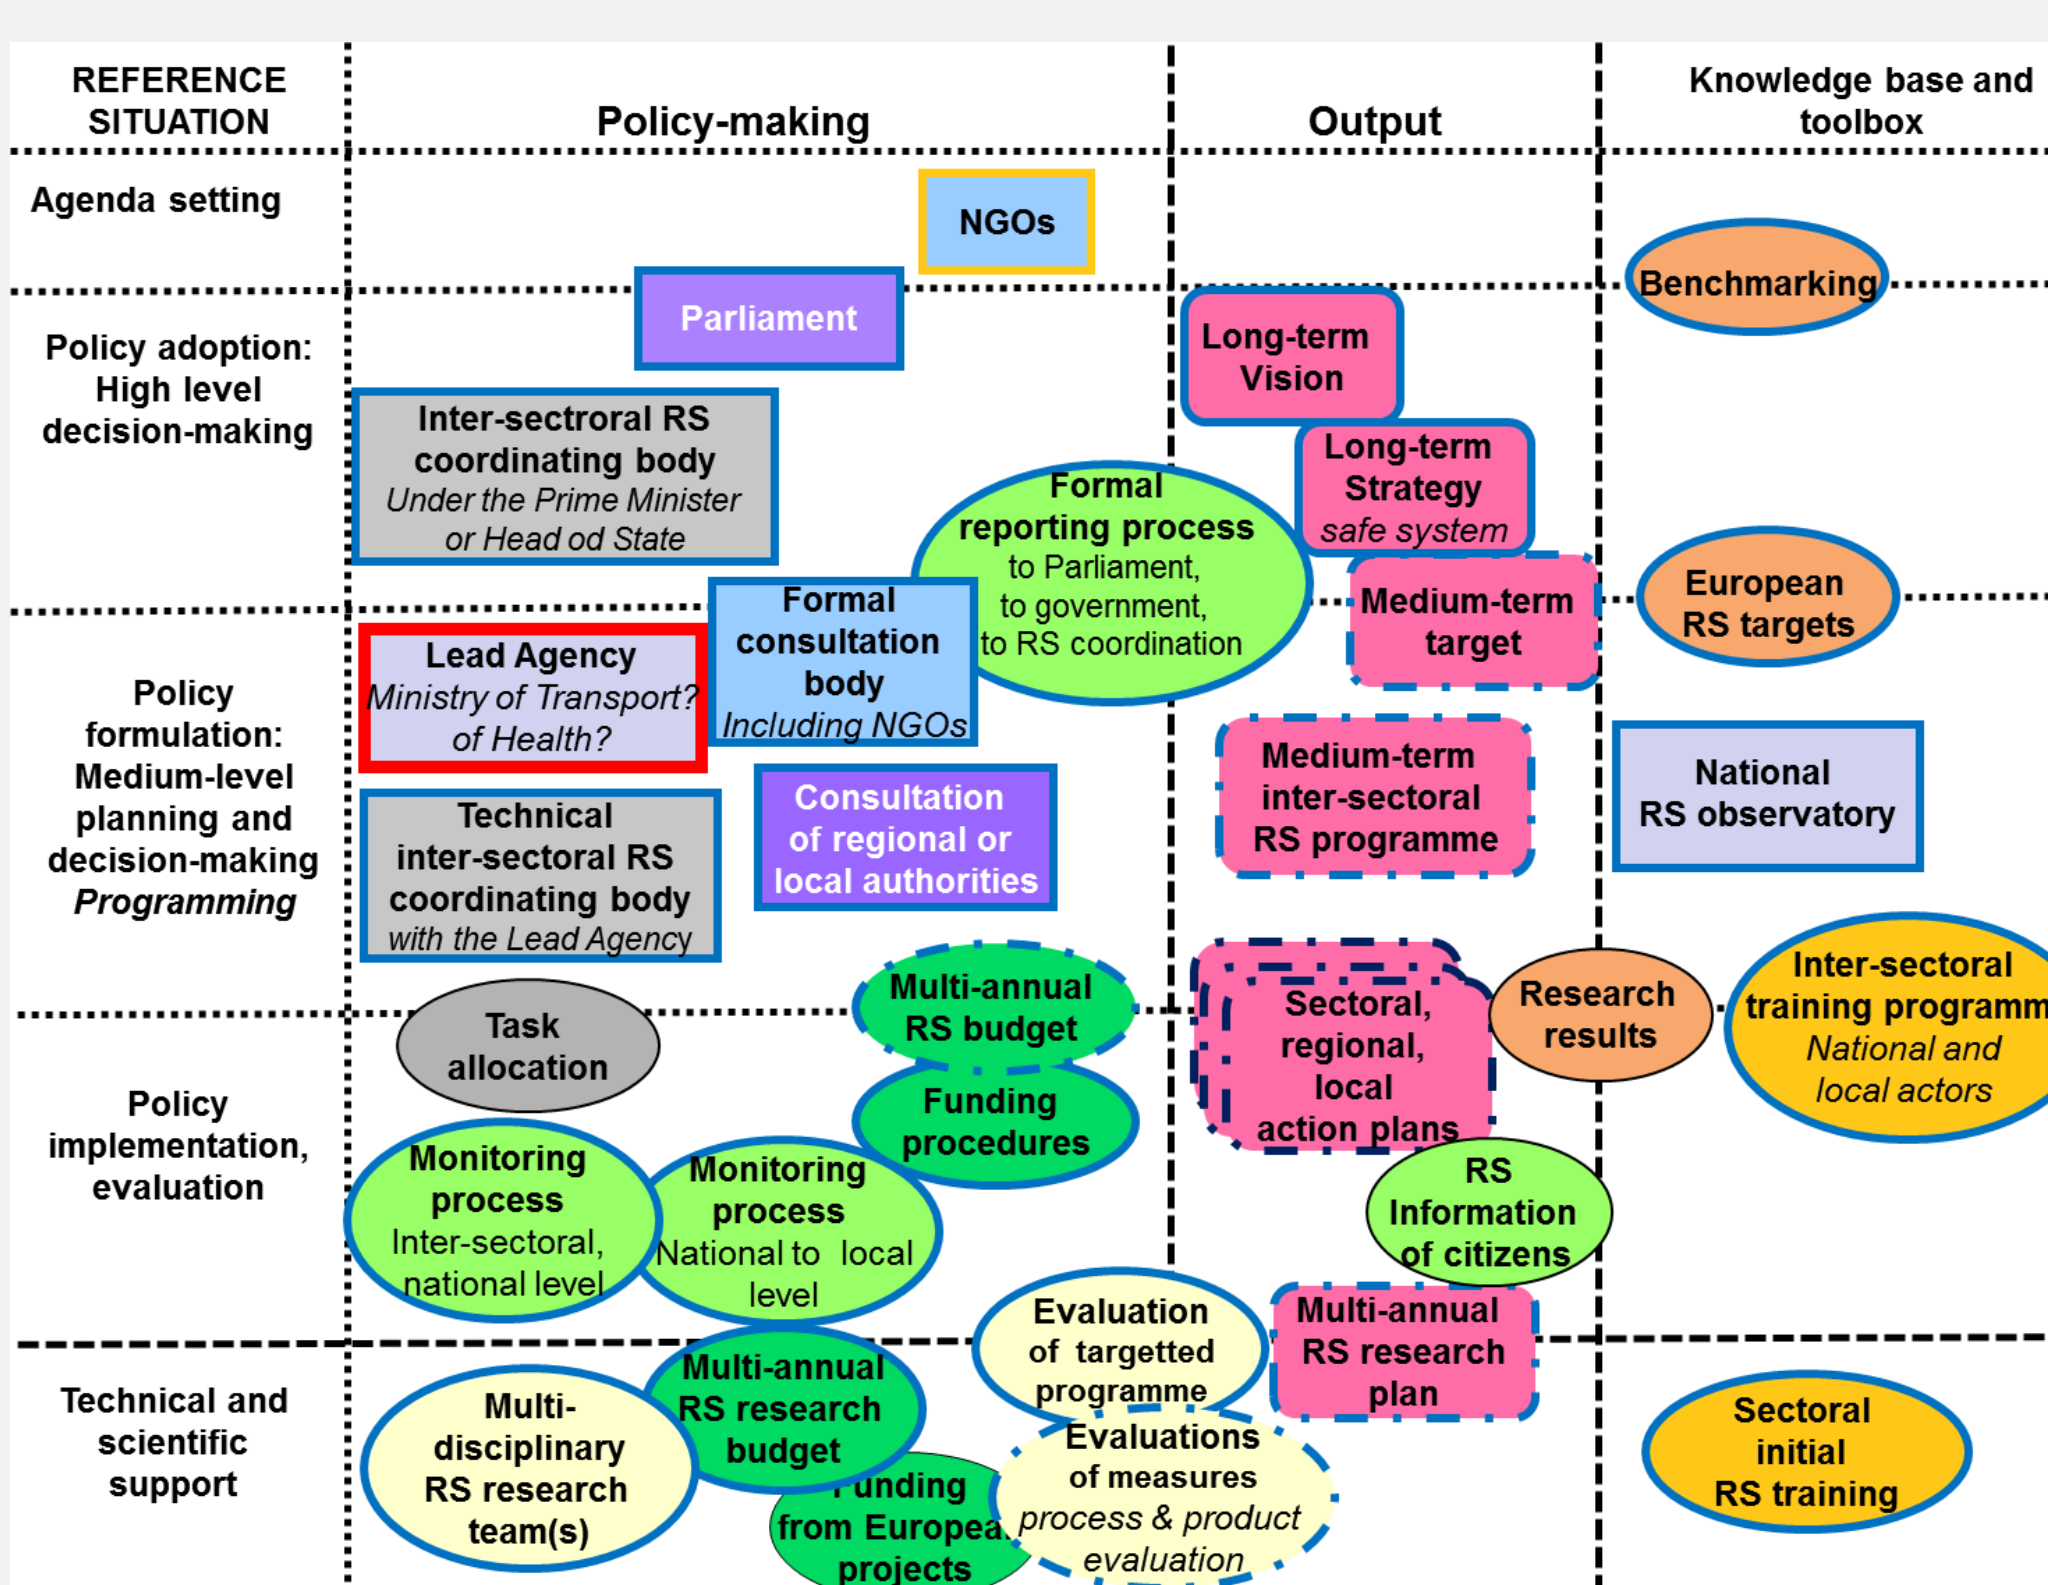 REFERENCE
SITUATION
Policy-making
Output
Knowledge base and
toolbox
Agenda setting
NGOs
Benchmarking
Policy adoption:
High level
decision-making
Parliament
Long-term
Vision
Inter-sectroral RS
coordinating body
Under the Prime Minister
or Head od State
Long-term
Strategy
safe system
Formal
reporting process
to Parliament,
to government,
to RS coordination
Medium-term
target
European
RS targets
Policy
formulation:
Medium-level
planning and
decision-making
Programming
Lead Agency
Ministry of Transport?
of Health?
Formal
consultation
body
Including NGOs
Medium-term
inter-sectoral
RS programme
National
RS observatory
Technical
inter-sectoral RS
coordinating body
with the Lead Agency
Consultation
of regional or
local authorities
Multi-annual
RS budget
Sectoral,
regional,
local
action plans
Research
results
Inter-sectoral
training programm
National and
local actors
Policy
implementation,
evaluation
Task
allocation
Funding
procedures
Monitoring
process
Inter-sectoral,
national level
Monitoring
process
National to local
level
RS
Information
of citizens
Evaluation
of targetted
programme
Multi-annual
RS research
plan
Technical and
scientific
support
Multi-
disciplinary
RS research
team(s)
Multi-annual
RS research
budget
Funding
from European
projects
Evaluations
of measures
process & product
evaluation
Sectoral
initial
RS training